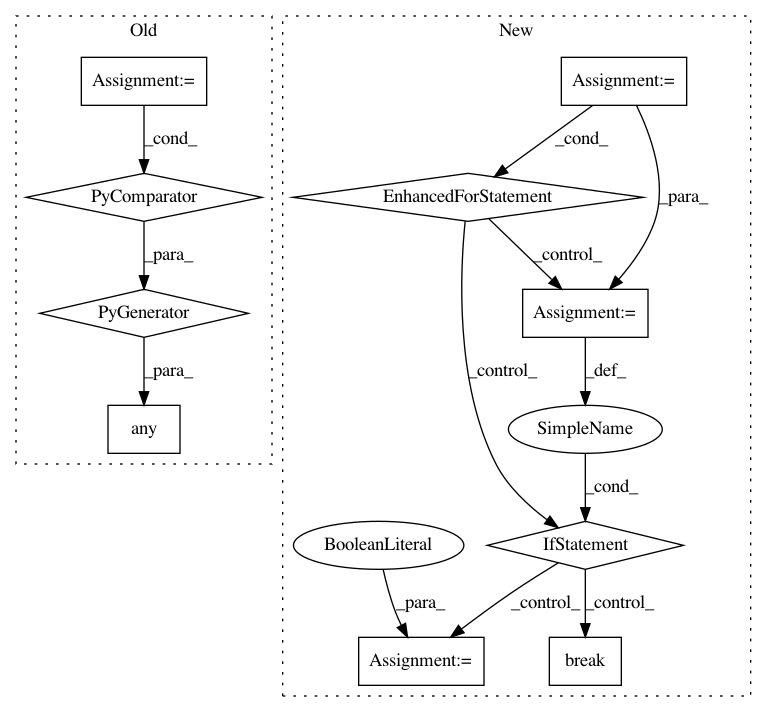 Old
New
Assignment:=
Assignment:=
_cond_
_cond_
PyComparator
EnhancedForStatement
_para_
_para_
_control_
PyGenerator
Assignment:=
_para_
_control_
_def_
any
SimpleName
_cond_
BooleanLiteral
IfStatement
_para_
_control_
_control_
Assignment:=
break